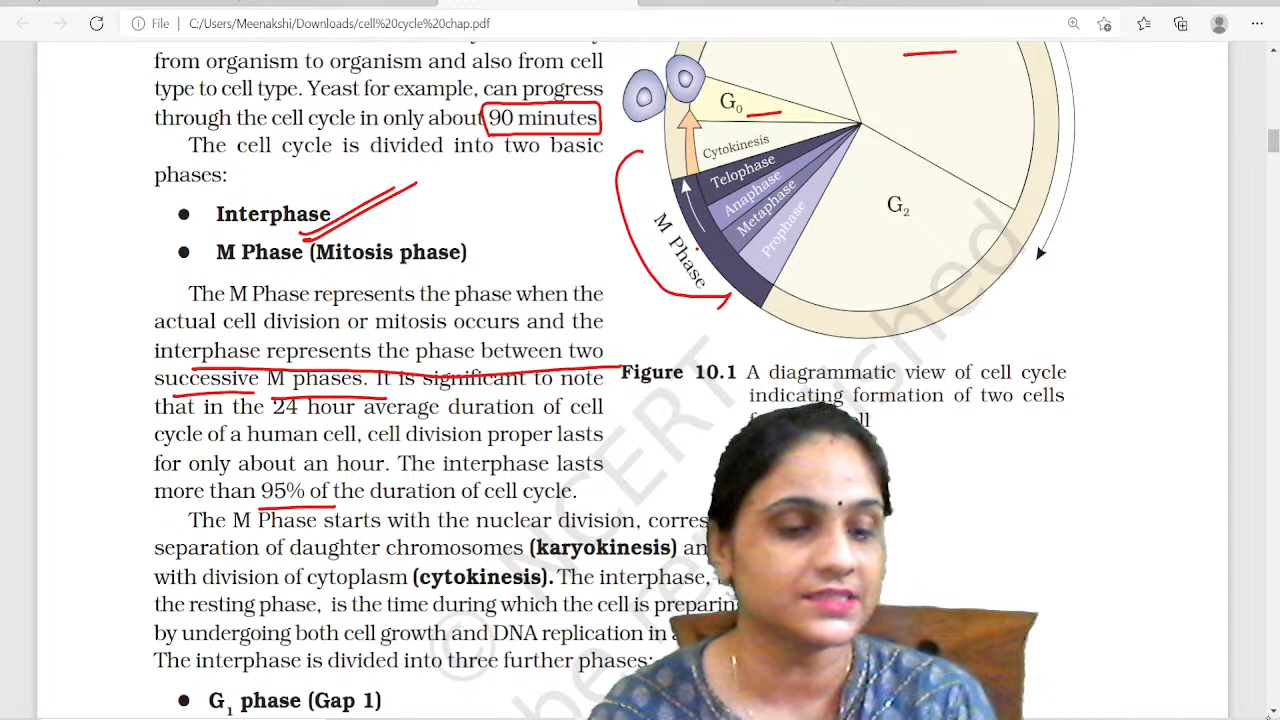 File
C:/Users/Meenakshi/Downloads/cell%20cycle%20chap.pdf
from organism to organism and also from cell
type to cell type. Yeast for example, can progress
through the cell cycle in only about 90 minutes
The cell cycle is divided into two basic
phases:
● Interphase
● M Phase (Mitosis phase)
The M Phase represents the phase when the
actual cell division or mitosis occurs and the
interphase represents the phase between two
successive M phases. It is significant to note
that in the 24 hour average duration of cell
cycle of a human cell, cell division proper lasts
for only about an hour. The interphase lasts
more than 95% of the duration of cell cycle.
The M Phase starts with the nuclear division,
separation of daughter chromosomes (karyokinesis)
with division of cytoplasm (cytokinesis). The interphase,
the resting phase, is the time during which the cell is
by undergoing both cell growth and DNA replication in
The interphase is divided into three further phases:
● G1 phase (Gap 1)
G0
Cytokinesis
Telophase
Anaphase
Metaphase
Prophase
M Phase
G2
Figure 10.1 A diagrammatic view of cell cycle
indicating formation of two cells
© NCERT